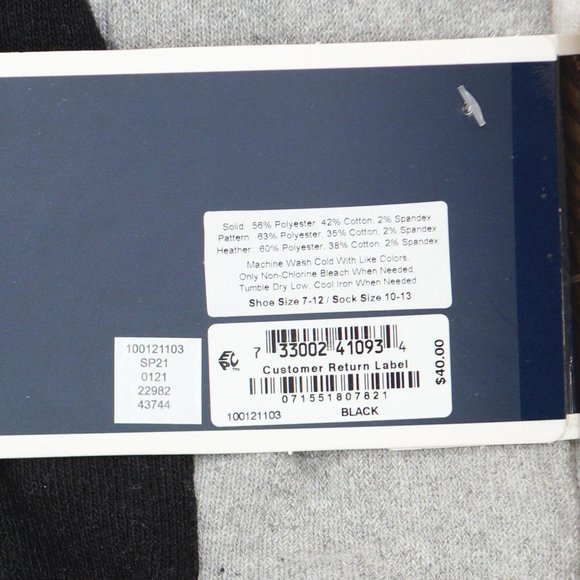 Solid: 56% Polyester, 42% Cotton, 2% Spandex
Pattern: 63% Polyester, 35% Cotton, 2% Spandex
Heather: 60% Polyester, 38% Cotton, 2% Spandex
Machine Wash Cold With Like Colors.
Only Non-Chlorine Bleach When Needed.
Tumble Dry Low, Cool Iron When Needed
Shoe Size 7-12 / Sock Size 10-13
100121103
SP21
0121
22982
43744
7 33002 41093 4
Customer Return Label
071551807821
100121103 BLACK
$40.00